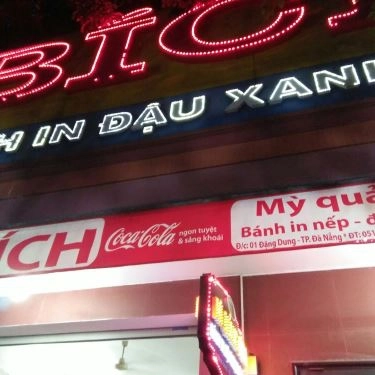 BÍCH
H IN ĐẬU XANH
ÍCH
Coca-Cola
ngon tuyệt
& sảng khoái
Mỳ quả
Bánh in nếp - đ
Đ/c: 01 Đặng Dung - TP. Đà Nẵng * ĐT: 051